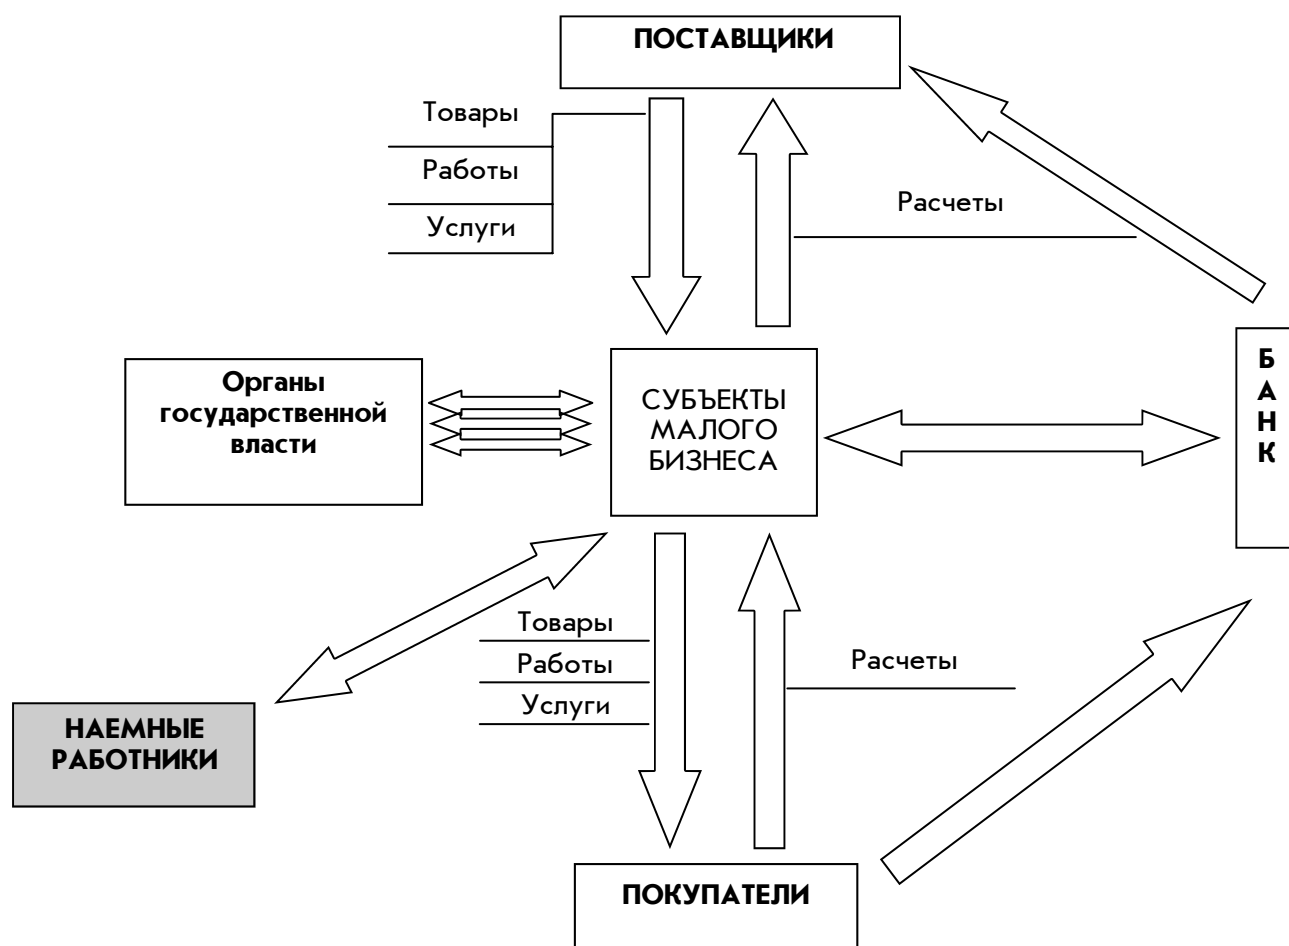 ПОСТАВЩИКИ
Товары
Работы
Услуги
Расчеты
Органы
государственной
власти
СУБЪЕКТЫ
МАЛОГО
БИЗНЕСА
Б
А
Н
К
Товары
Работы
Услуги
Расчеты
НАЕМНЫЕ
РАБОТНИКИ
ПОКУПАТЕЛИ